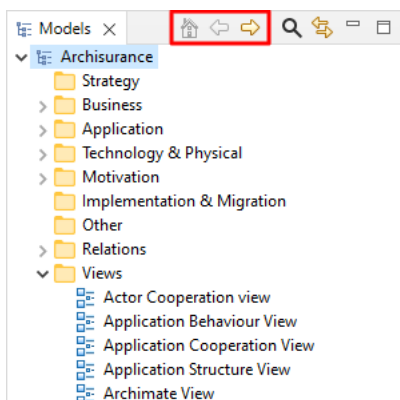 Models
Archisurance
Strategy
Business
Application
Technology & Physical
Motivation
Implementation & Migration
Other
Relations
Views
Actor Cooperation view
Application Behaviour View
Application Cooperation View
Application Structure View
Archimate View